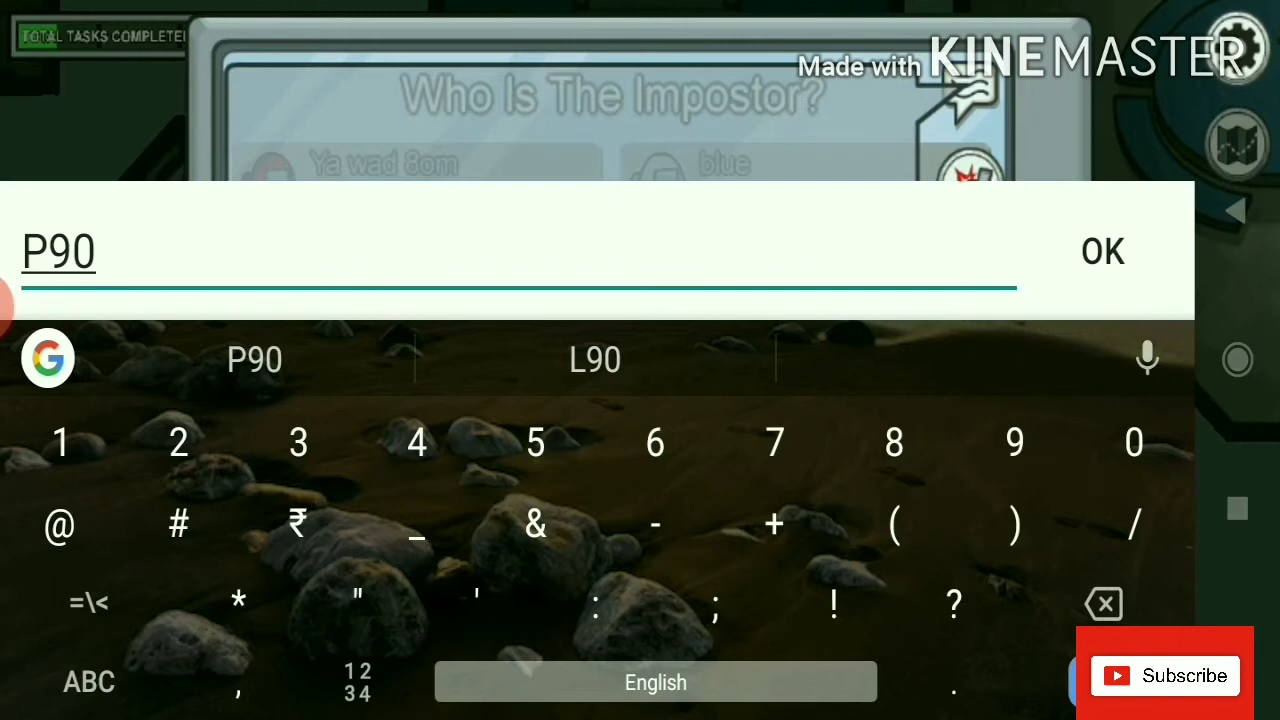 TOTAL TASKS COMPLETE
Made with KINEMASTER
Who Is The Impostor?
Ya wad 8om
blue
P90
OK
P90 L90
1 2 3 4 5 6 7 8 9 0
@ # ₹ _ & - + ( ) /
=\< * " ' : ; ! ?
ABC , 12 34 English .
Subscribe